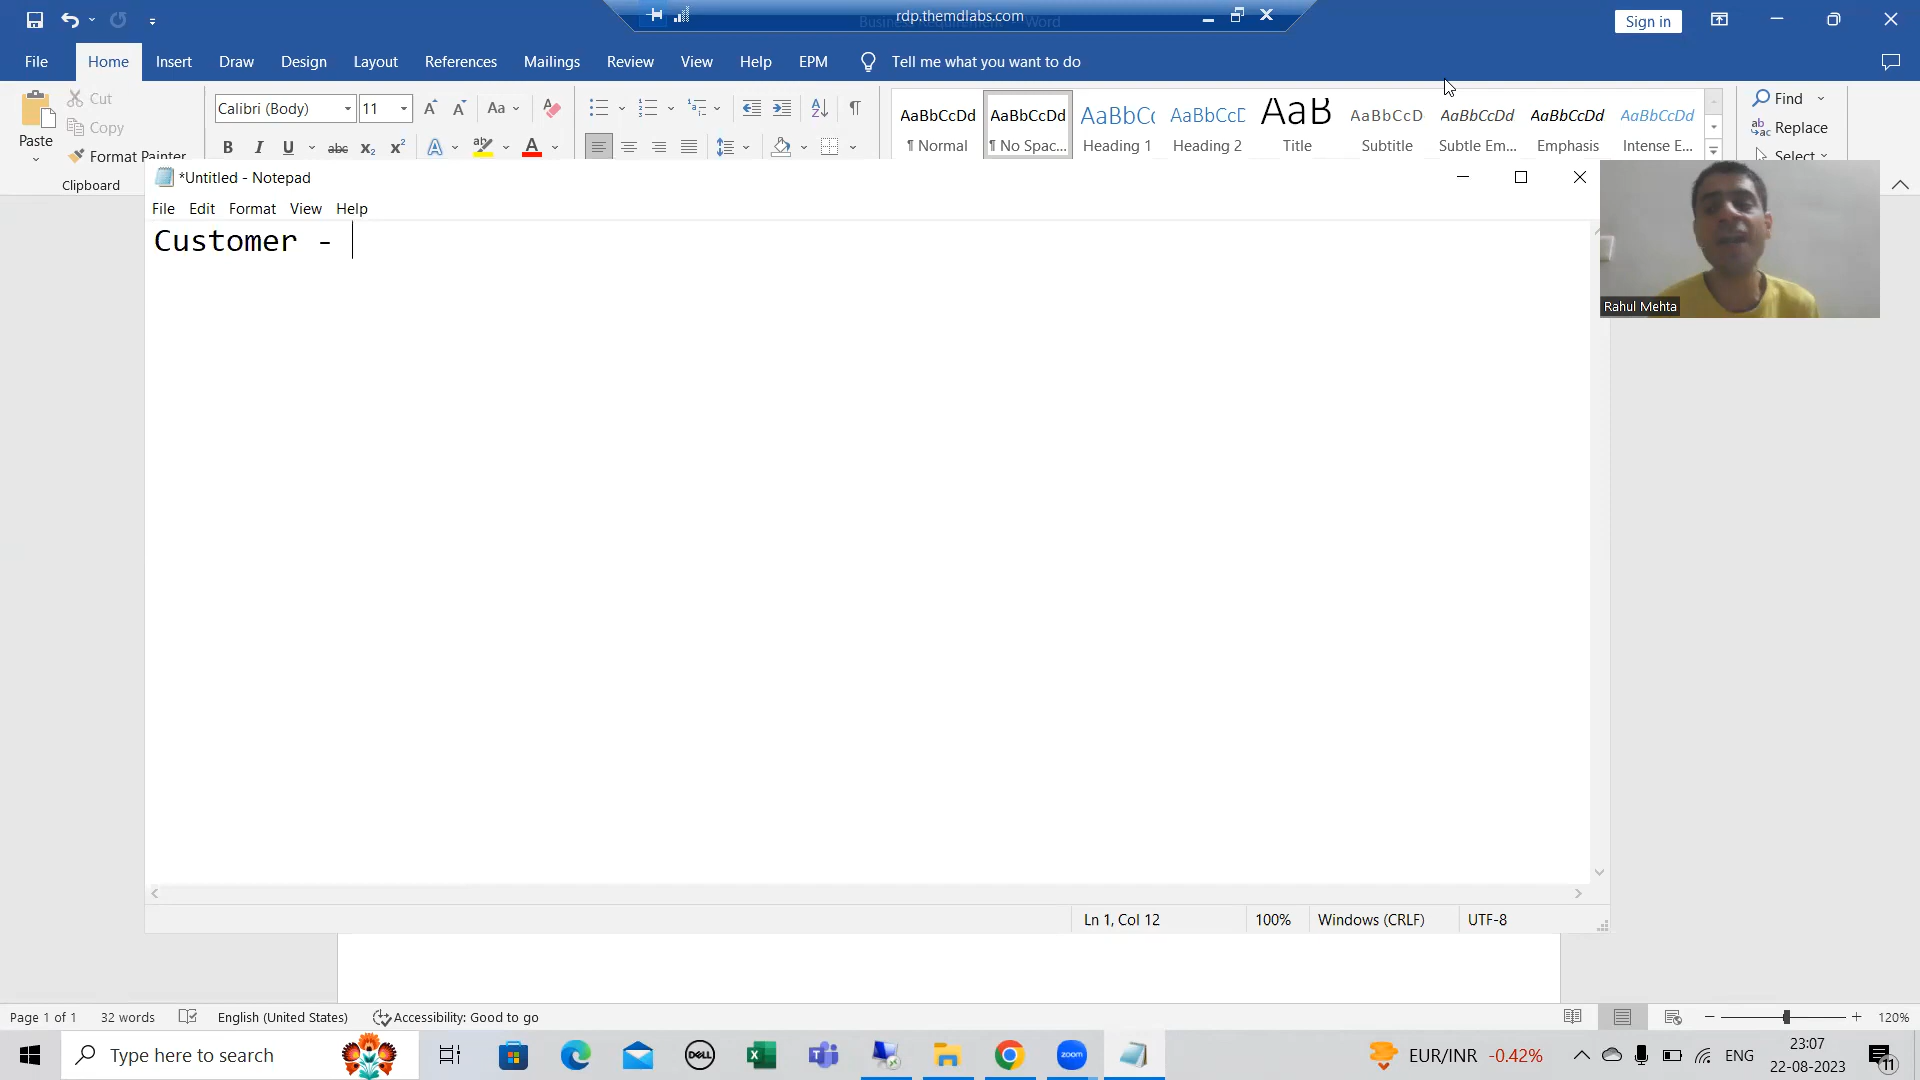 rdp.themdlabs.com
Sign in
File Home Insert Draw Design Layout References Mailings Review View Help EPM Tell me what you want to do
Cut
Copy
Paste
Format Painter
Clipboard
Calibri (Body) 11
AaBbCcDd AaBbCcDd AaBbCc AaBbCcD AaB AaBbCcD AaBbCcDd AaBbCcDd AaBbCcDd
¶ Normal ¶ No Spac... Heading 1 Heading 2 Title Subtitle Subtle Em... Emphasis Intense E...
Find
Replace
Select
*Untitled - Notepad
File Edit Format View Help
Customer -
Rahul Mehta
Ln 1, Col 12 100% Windows (CRLF) UTF-8
Page 1 of 1 32 words English (United States) Accessibility: Good to go 120%
Type here to search
DELL
zoom
EUR/INR -0.42%
ENG
23:07
22-08-2023
11